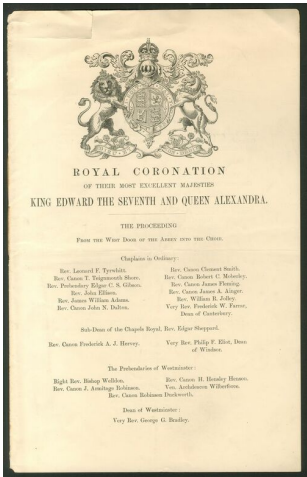 ROYAL CORONATION
OF THEIR MOST EXCELLENT MAJESTIES
KING EDWARD THE SEVENTH AND QUEEN ALEXANDRA.
THE PROCEEDING
FROM THE WEST DOOR OF THE ABBEY INTO THE CHOIR.
Chaplains in Ordinary:
Rev. Leonard F. Tyrwhitt.
Rev. Canon T. Teignmouth Shore.
Rev. Prebendary Edgar C. S. Gibson.
Rev. John Ellison.
Rev. James William Adams.
Rev. Canon John N. Dalton.
Rev. Canon Clement Smith.
Rev. Canon Robert C. Moberley.
Rev. Canon James Fleming.
Rev. Canon James A. Ainger.
Rev. William R. Jolley.
Very Rev. Frederick W. Farrar,
Dean of Canterbury.
Sub-Dean of the Chapels Royal, Rev. Edgar Sheppard.
Rev. Canon Frederick A. J. Hervey.
Very Rev. Philip F. Eliot, Dean
of Windsor.
The Prebendaries of Westminster:
Right Rev. Bishop Welldon.
Rev. Canon J. Armitage Robinson.
Rev. Canon H. Hensley Henson.
Ven. Archdeacon Wilberforce.
Rev. Canon Robinson Duckworth.
Dean of Westminster:
Very Rev. George G. Bradley.